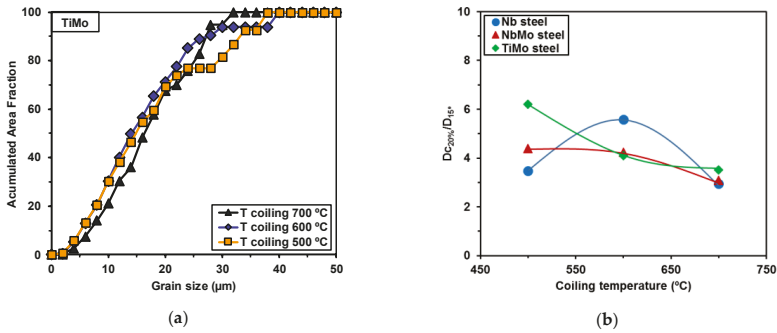 TiMo
Acumulated Area Fraction
100
80
60
40
20
0
0 10 20 30 40 50
Grain size (μm)
T coiling 700 ºC
T coiling 600 ºC
T coiling 500 ºC
(a)
Nb steel
NbMo steel
TiMo steel
Dc20%/D15º
10
8
6
4
2
0
450 550 650 750
Coiling temperature (ºC)
(b)